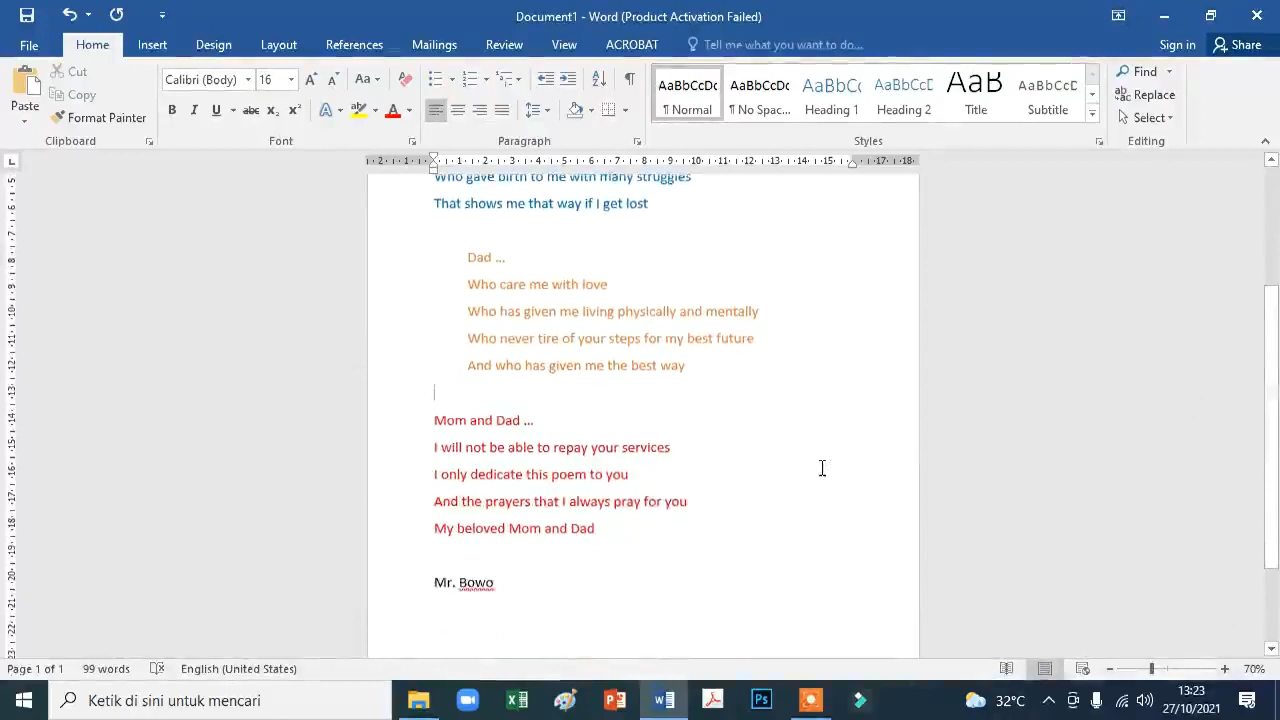 Document1 - Word (Product Activation Failed)
File Home Insert Design Layout References Mailings Review View ACROBAT Tell me what you want to do... Sign in Share
Paste
Cut
Copy
Format Painter
Clipboard
Calibri (Body) 16
Font
Paragraph
AaBbCcDc AaBbCcDc AaBbCc AaBbCcD AaB AaBbCcD
¶ Normal ¶ No Spac... Heading 1 Heading 2 Title Subtitle
Styles
Find
Replace
Select
Editing
Who gave birth to me with many struggles
That shows me that way if I get lost
Dad ...
Who care me with love
Who has given me living physically and mentally
Who never tire of your steps for my best future
And who has given me the best way
Mom and Dad ...
I will not be able to repay your services
I only dedicate this poem to you
And the prayers that I always pray for you
My beloved Mom and Dad
Mr. Bowo
Page 1 of 1 99 words English (United States) 70%
Ketik di sini untuk mencari
32°C
13:23
27/10/2021